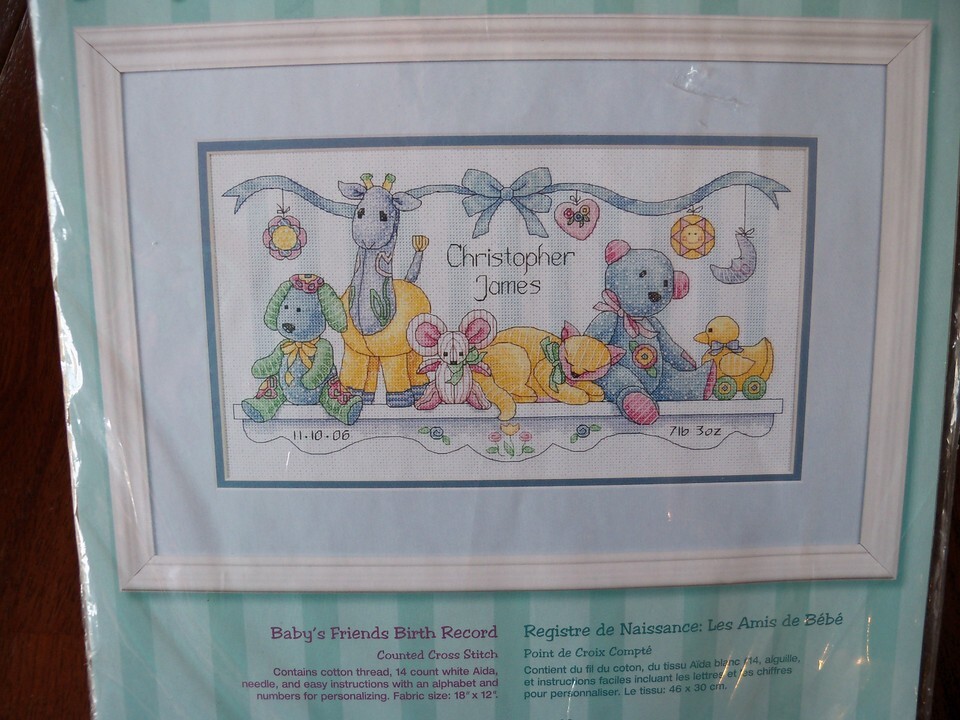 Christopher
James
11·10·06
7lb 3oz
Baby's Friends Birth Record
Counted Cross Stitch
Contains cotton thread, 14 count white Aida,
needle, and easy instructions with an alphabet and
numbers for personalizing. Fabric size: 18" x 12".
Registre de Naissance: Les Amis de Bébé
Point de Croix Compté
Contient du fil du coton, du tissu Aïda blanc /14, aiguille,
et instructions faciles incluant les lettres et les chiffres
pour personnaliser. Le tissu: 46 x 30 cm.